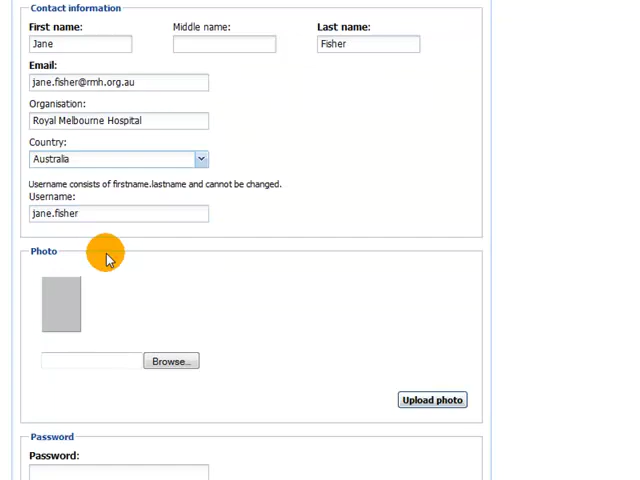 Contact information
First name: Middle name: Last name:
Jane Fisher
Email:
jane.fisher@rmh.org.au
Organisation:
Royal Melbourne Hospital
Country:
Australia
Username consists of firstname.lastname and cannot be changed.
Username:
jane.fisher
Photo
Browse...
Upload photo
Password
Password: